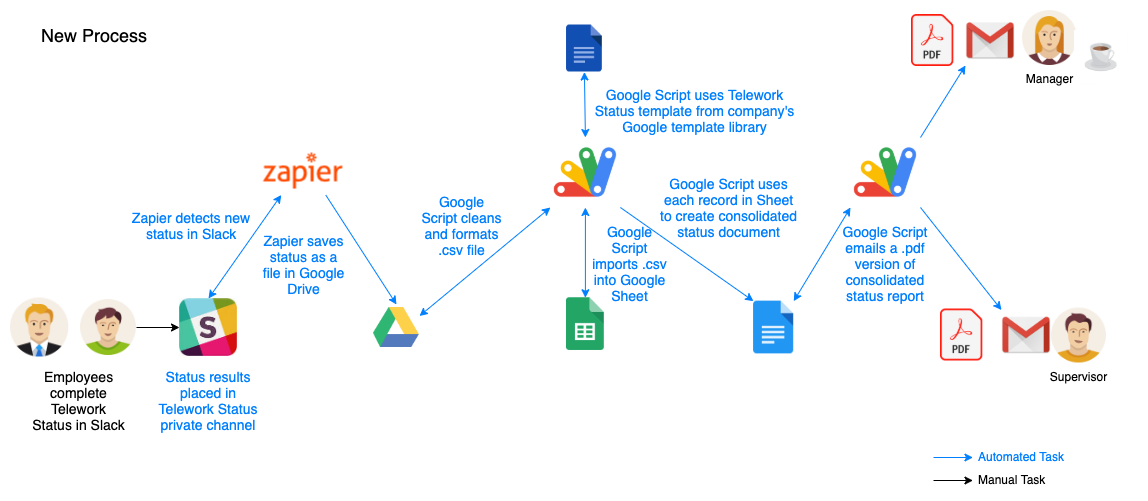 New Process
PDF
Manager
Google Script uses Telework
Status template from company's
Google template library
zapier
Zapier detects new
status in Slack
Zapier saves
status as a
file in Google
Drive
Google
Script cleans
and formats
.csv file
Google
Script
imports .csv
into Google
Sheet
Google Script uses
each record in Sheet
to create consolidated
status document
Google Script
emails a .pdf
version of
consolidated
status report
S
PDF
Supervisor
Employees
complete
Telework
Status in Slack
Status results
placed in
Telework Status
private channel
Automated Task
Manual Task